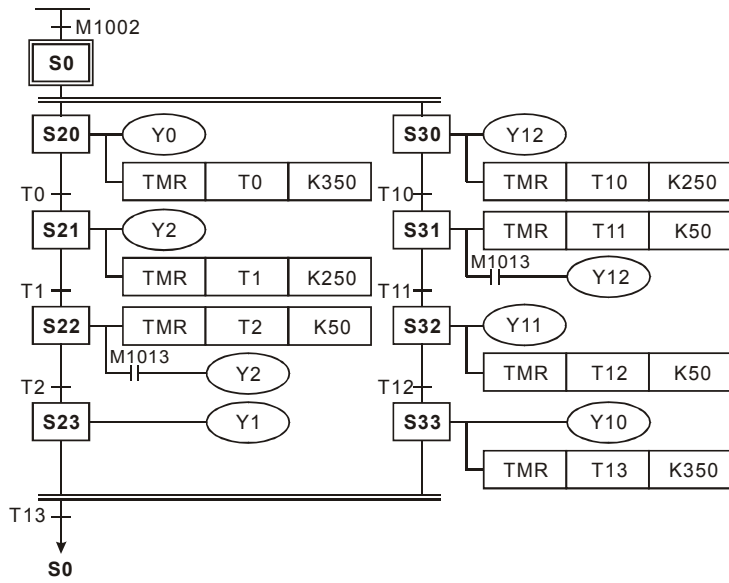 M1002
S0
S20 Y0 S30 Y12
TMR T0 K350 TMR T10 K250
T0 T10
S21 Y2 S31 TMR T11 K50
M1013 Y12
TMR T1 K250
T1 T11
S22 TMR T2 K50 S32 Y11
M1013 Y2 TMR T12 K50
T2 T12
S23 Y1 S33 Y10
TMR T13 K350
T13
S0